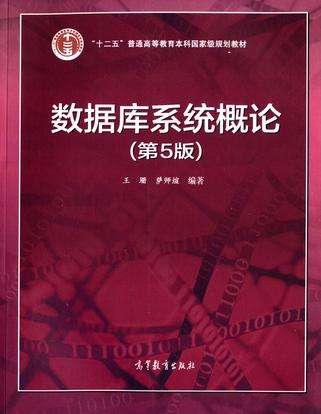 “十二五”普通高等教育本科国家级规划教材
数据库系统概论
(第5版)
王 珊 萨师煊 编著
高等教育出版社